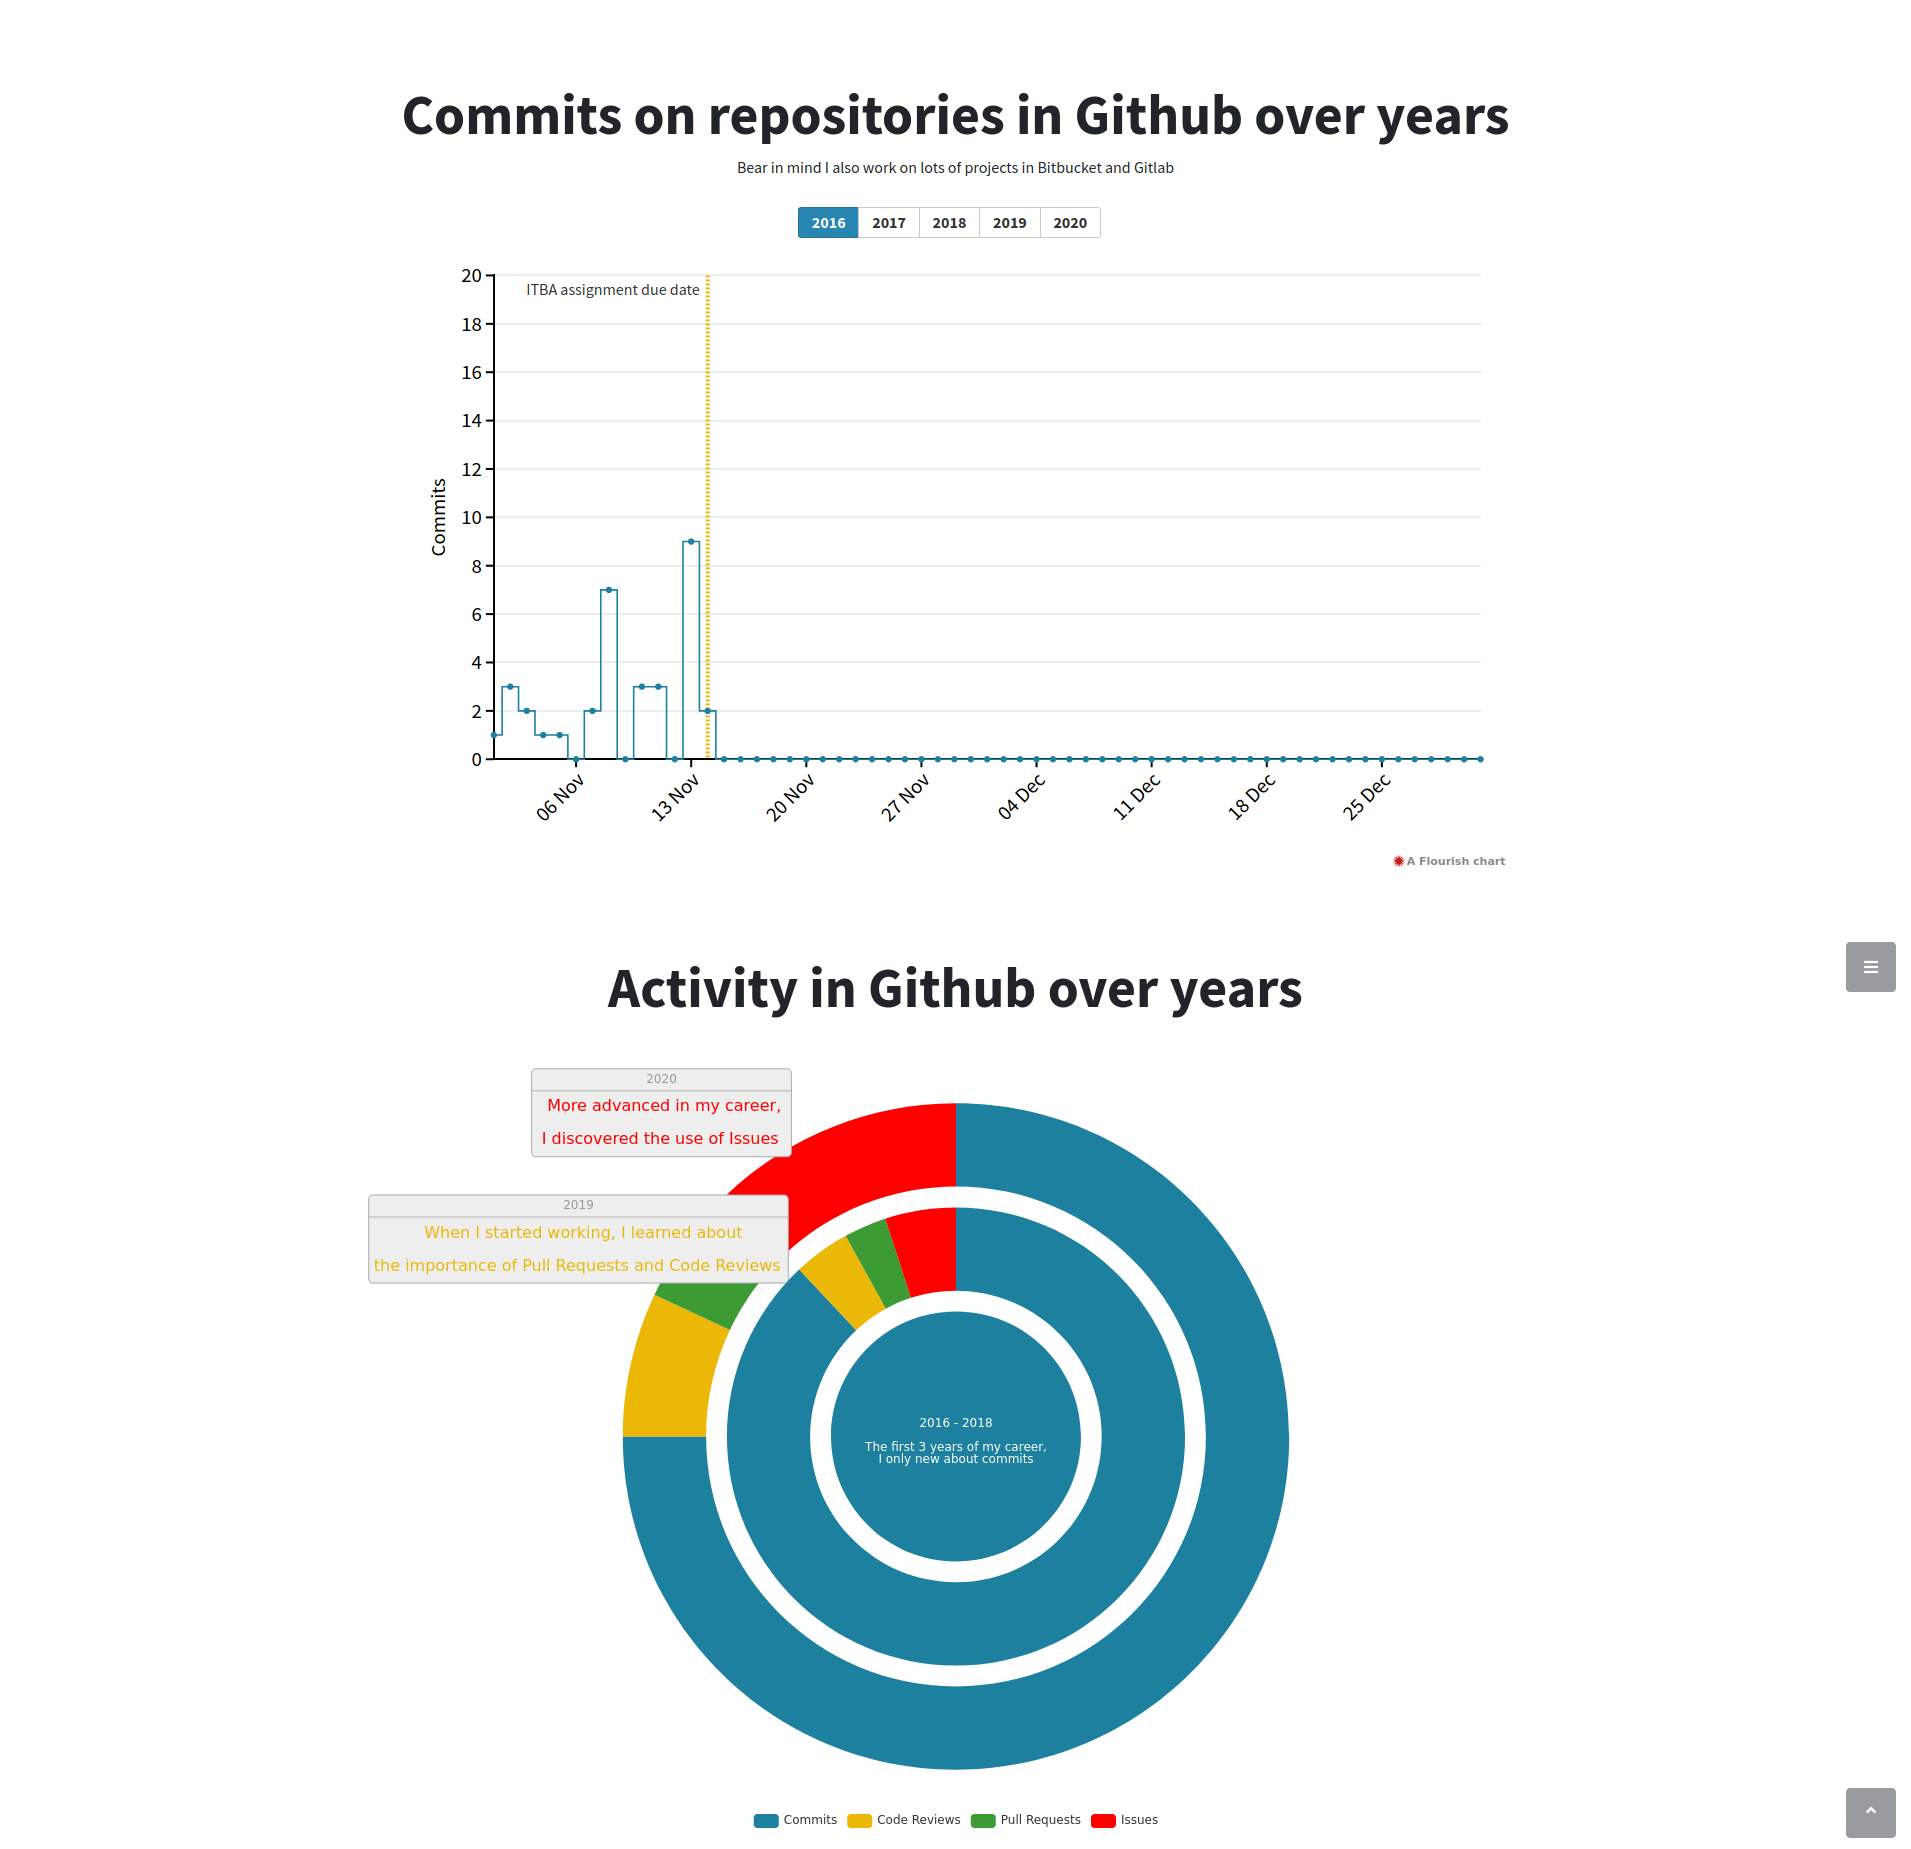 Commits on repositories in Github over years
Bear in mind I also work on lots of projects in Bitbucket and Gitlab
2016 2017 2018 2019 2020
ITBA assignment due date
Commits
20
18
16
14
12
10
8
6
4
2
0
06 Nov 13 Nov 20 Nov 27 Nov 04 Dec 11 Dec 18 Dec 25 Dec
A Flourish chart
Activity in Github over years
2020
More advanced in my career,
I discovered the use of Issues
2019
When I started working, I learned about
the importance of Pull Requests and Code Reviews
2016 - 2018
The first 3 years of my career,
I only new about commits
Commits Code Reviews Pull Requests Issues